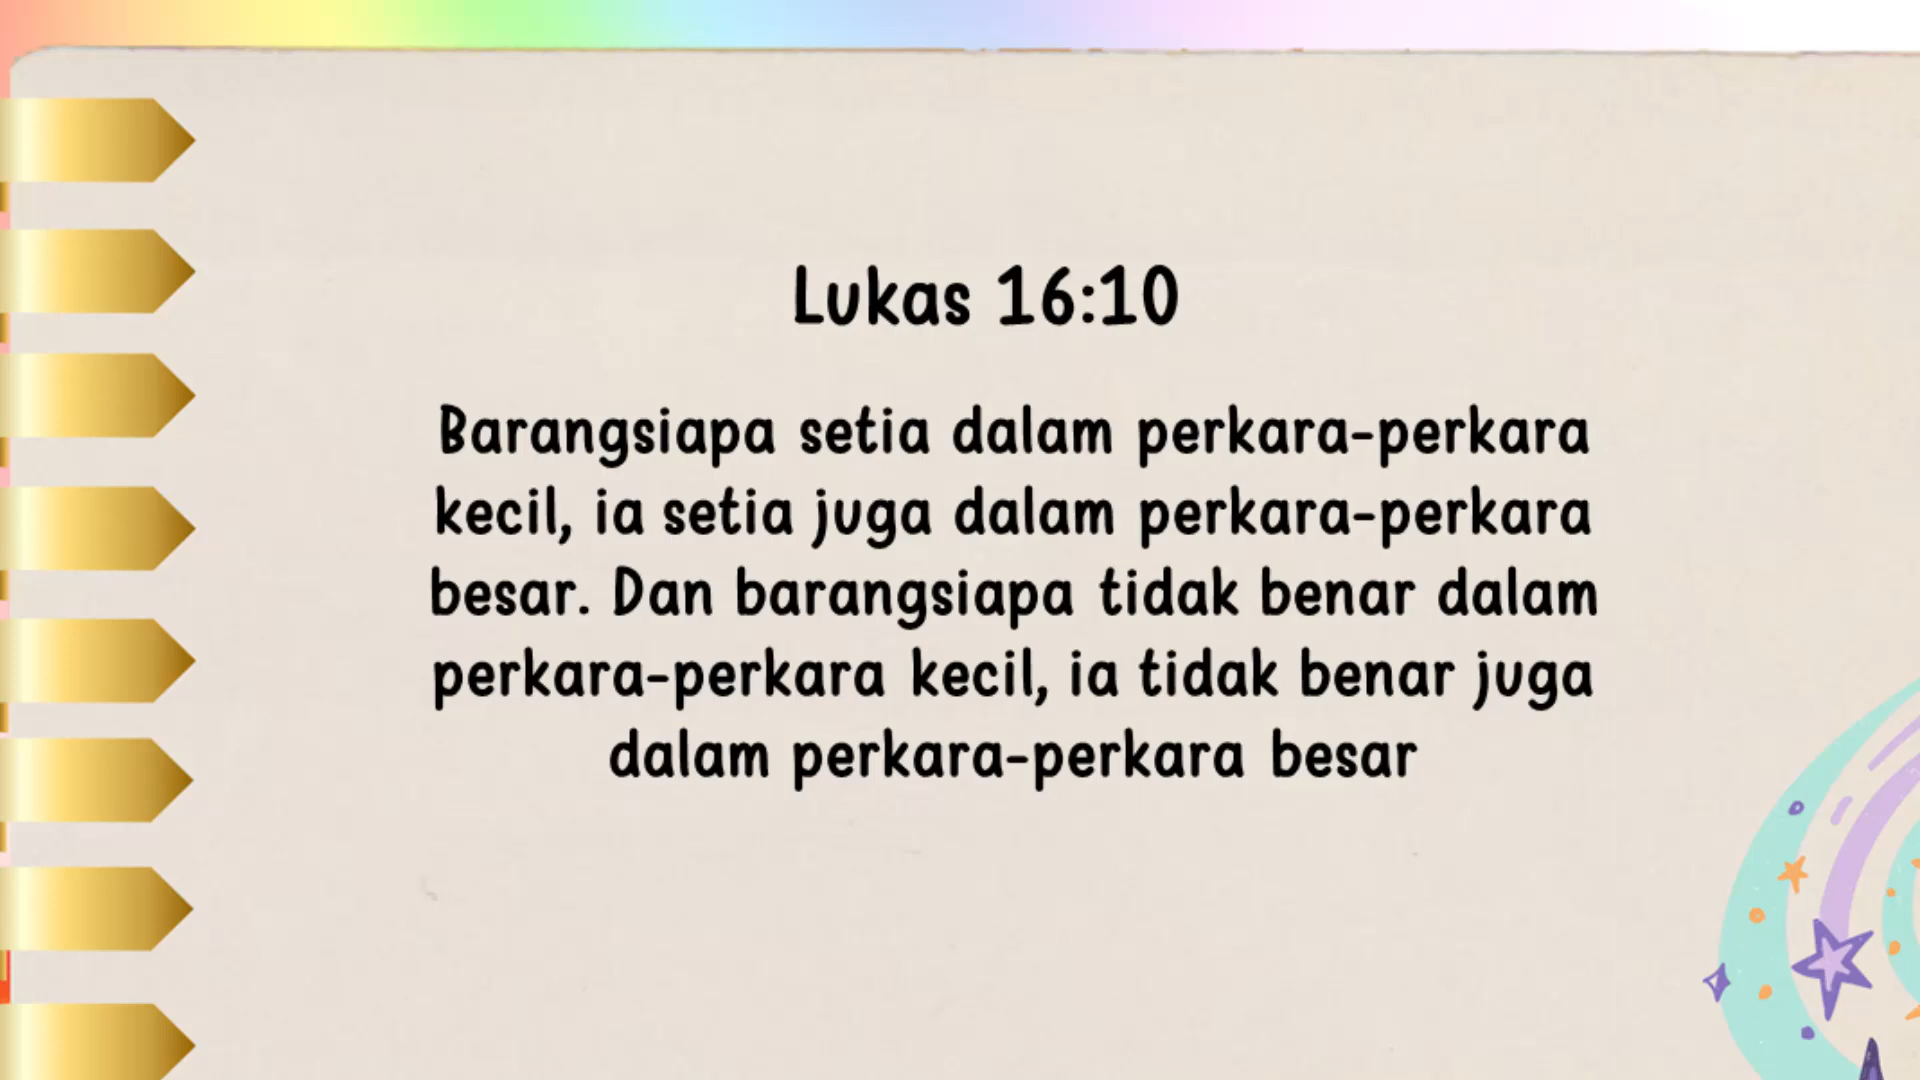 Lukas 16:10
Barangsiapa setia dalam perkara-perkara
kecil, ia setia juga dalam perkara-perkara
besar. Dan barangsiapa tidak benar dalam
perkara-perkara kecil, ia tidak benar juga
dalam perkara-perkara besar